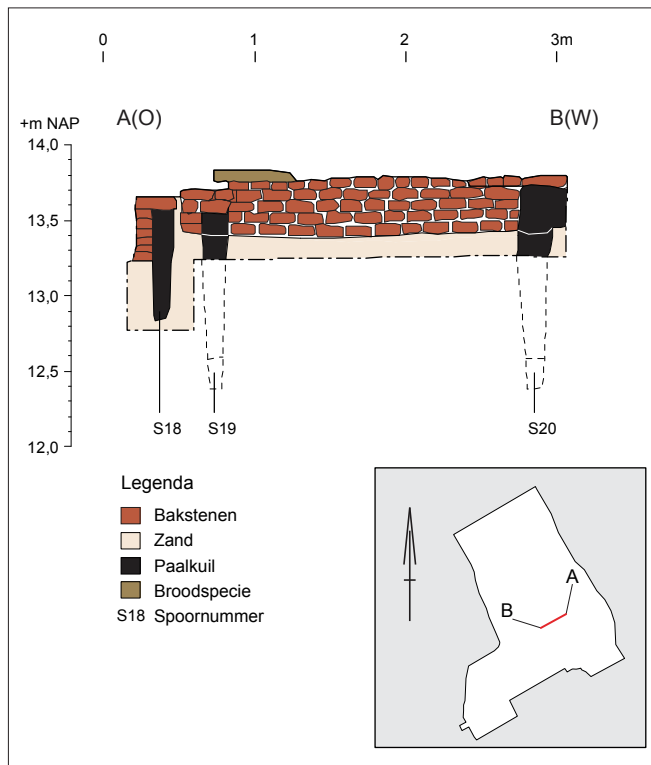 0 1 2 3m
+m NAP A(O) B(W)
14,0
13,5
13,0
12,5
12,0
S18 S19 S20
Legenda
Bakstenen
Zand
Paalkuil
Broodspecie
S18 Spoornummer
A
B